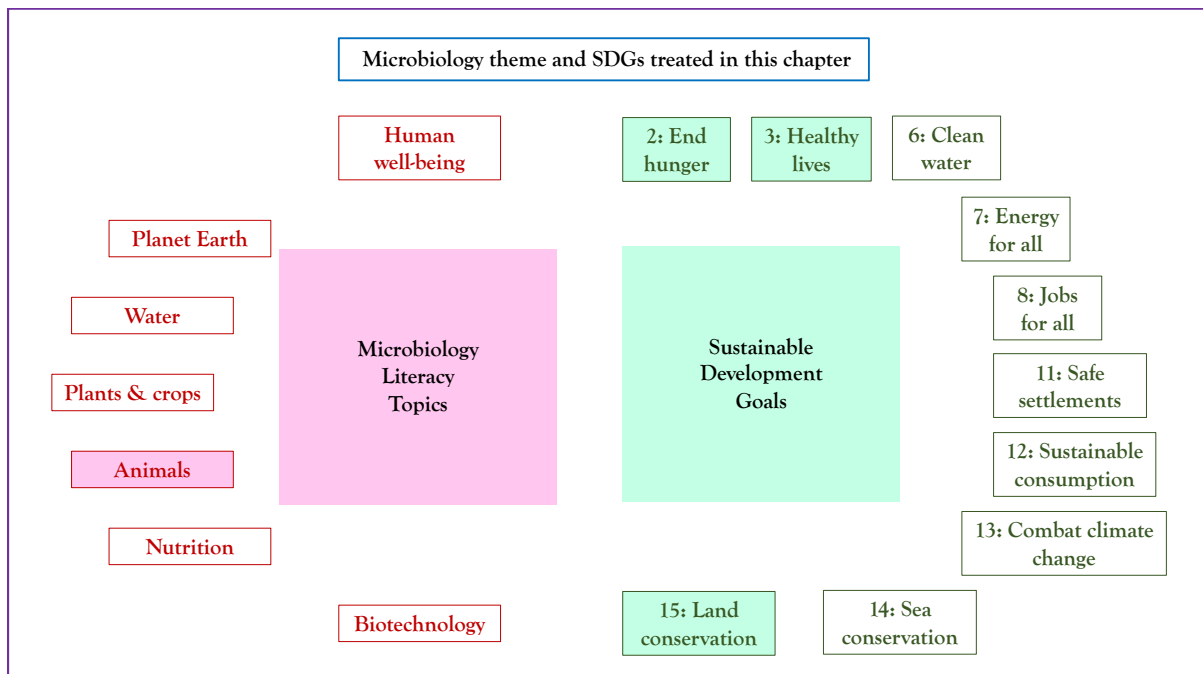 Microbiology theme and SDGs treated in this chapter
Human
well-being
Planet Earth
Water
Plants & crops
Animals
Nutrition
Biotechnology
Microbiology
Literacy
Topics
Sustainable
Development
Goals
2: End
hunger
3: Healthy
lives
6: Clean
water
7: Energy
for all
8: Jobs
for all
11: Safe
settlements
12: Sustainable
consumption
13: Combat climate
change
14: Sea
conservation
15: Land
conservation